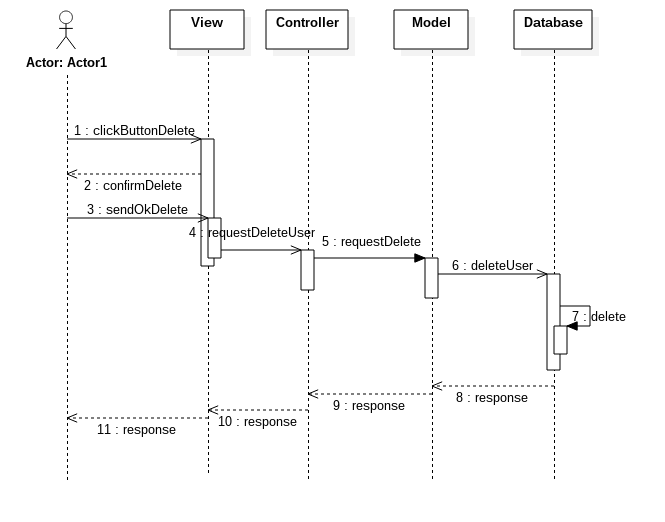 View
Controller
Model
Database
Actor: Actor1
1 : clickButtonDelete
2 : confirmDelete
3 : sendOkDelete
4 : requestDeleteUser
5 : requestDelete
6 : deleteUser
7 : delete
8 : response
9 : response
10 : response
11 : response